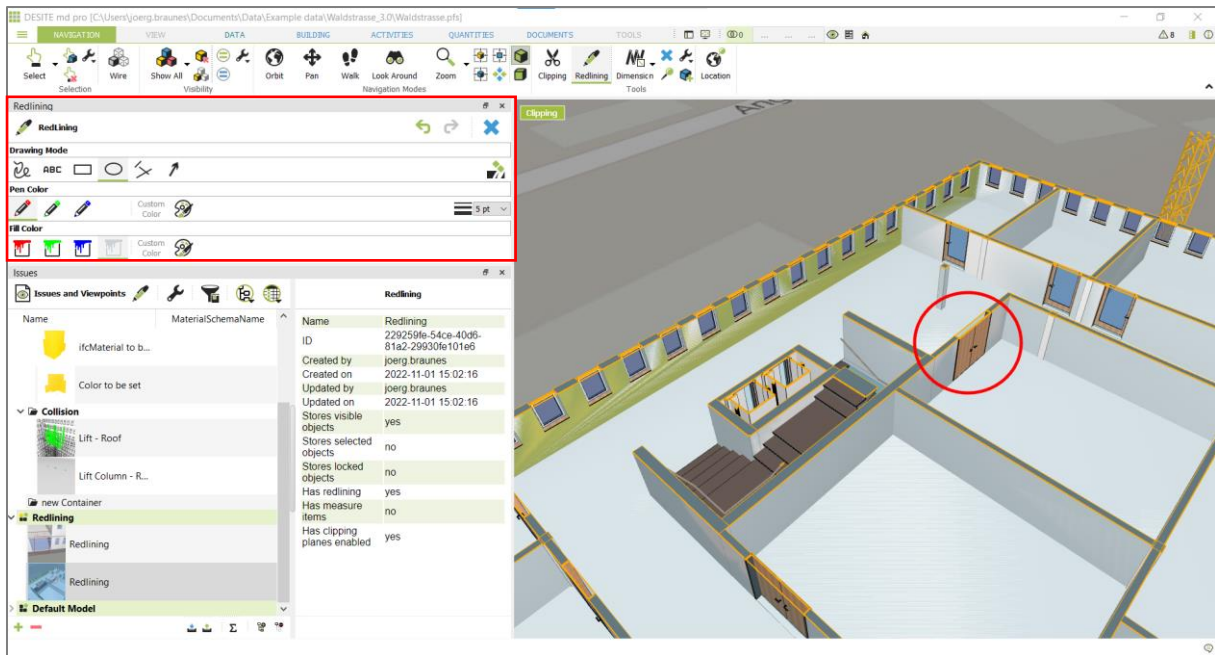 DESITE md pro [C:\Users\joerg.braunes\Documents\Data\Example data\Waldstrasse_3.0\Waldstrasse.pfs]
NAVIGATION VIEW DATA BUILDING ACTIVITIES QUANTITIES DOCUMENTS TOOLS 0 ... ... ... 8
Select Wire Show All Orbit Pan Walk Look Around Zoom Clipping Redlining Dimension Location
Selection Visibility Navigation Modes Tools
Redlining
RedLining
Drawing Mode
ABC
Pen Color
Custom
Color
5 pt
Fill Color
Custom
Color
Issues
Issues and Viewpoints
Name MaterialSchemaName
ifcMaterial to b...
Color to be set
Collision
Lift - Roof
Lift Column - R...
new Container
Redlining
Redlining
Redlining
Default Model
Σ
Redlining
Name Redlining
ID 229259fe-54ce-40d6-
81a2-29930fe101e6
Created by joerg.braunes
Created on 2022-11-01 15:02:16
Updated by joerg.braunes
Updated on 2022-11-01 15:02:16
Stores visible
objects yes
Stores selected
objects no
Stores locked
objects no
Has redlining yes
Has measure
items no
Has clipping
planes enabled yes
Clipping